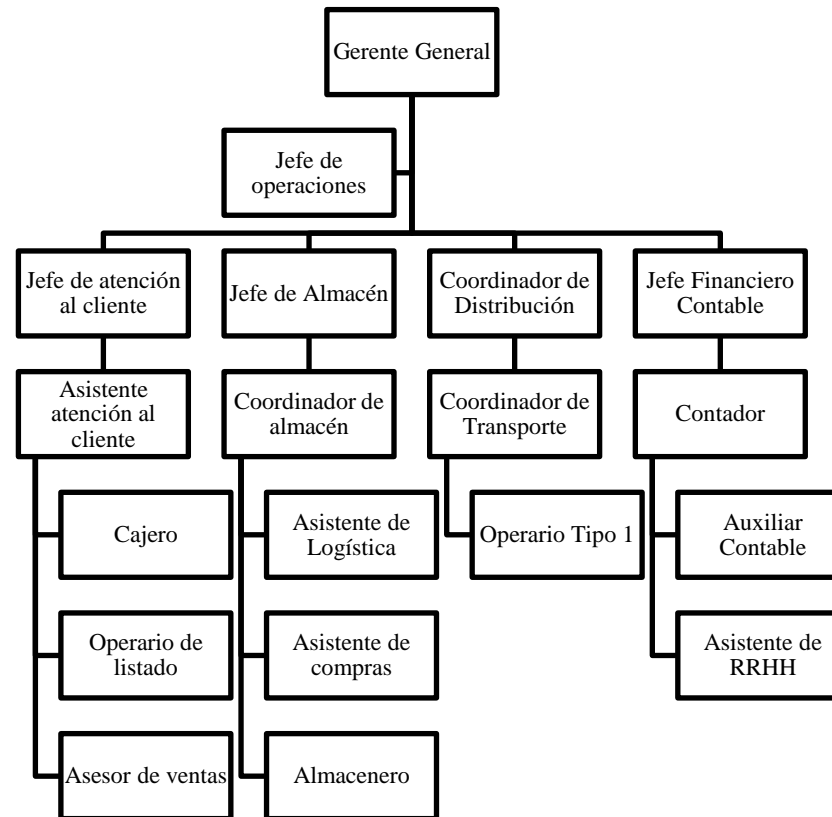 Gerente General
Jefe de
operaciones
Jefe de atención
al cliente
Jefe de Almacén
Coordinador de
Distribución
Jefe Financiero
Contable
Asistente
atención al
cliente
Coordinador de
almacén
Coordinador de
Transporte
Contador
Cajero
Asistente de
Logística
Operario Tipo 1
Auxiliar
Contable
Operario de
listado
Asistente de
compras
Asistente de
RRHH
Asesor de ventas
Almacenero